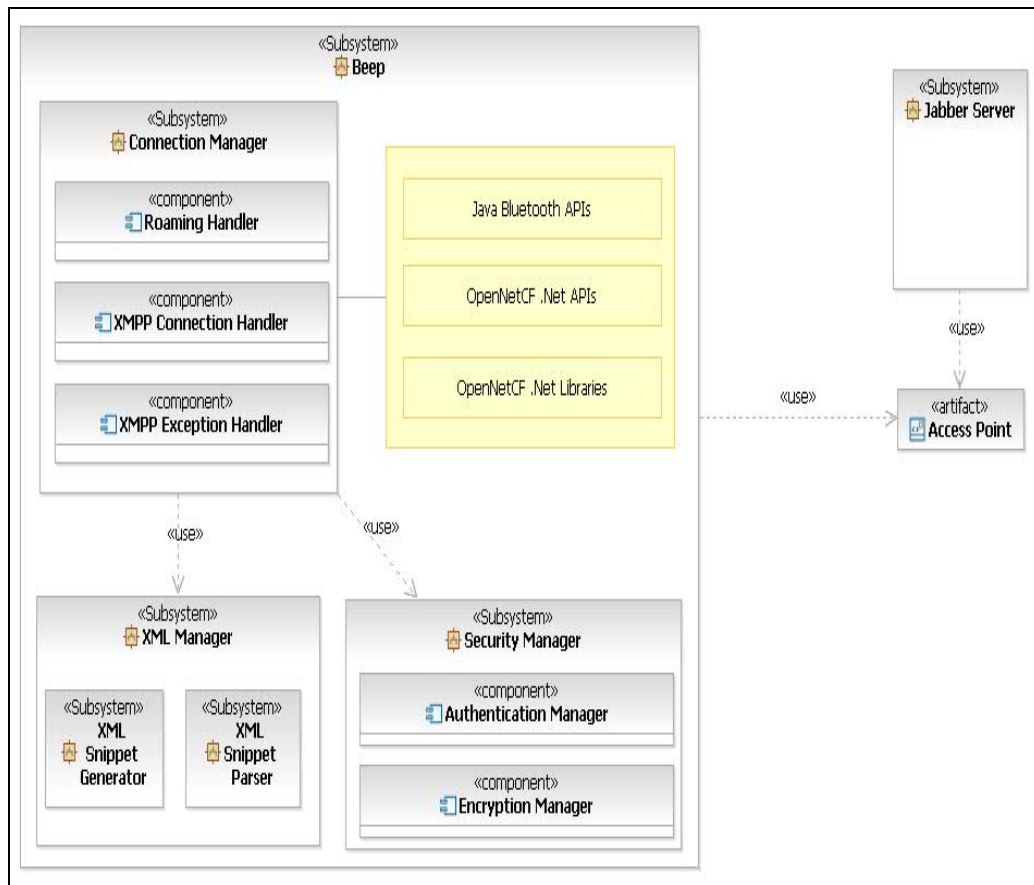 «Subsystem»
Beep
«Subsystem»
Connection Manager
«component»
Roaming Handler
«component»
XMPP Connection Handler
«component»
XMPP Exception Handler
Java Bluetooth APIs
OpenNetCF .Net APIs
OpenNetCF .Net Libraries
«Subsystem»
Jabber Server
«use»
«use»
«artifact»
Access Point
«use»
«use»
«Subsystem»
XML Manager
«Subsystem»
XML
Snippet
Generator
«Subsystem»
XML
Snippet
Parser
«Subsystem»
Security Manager
«component»
Authentication Manager
«component»
Encryption Manager